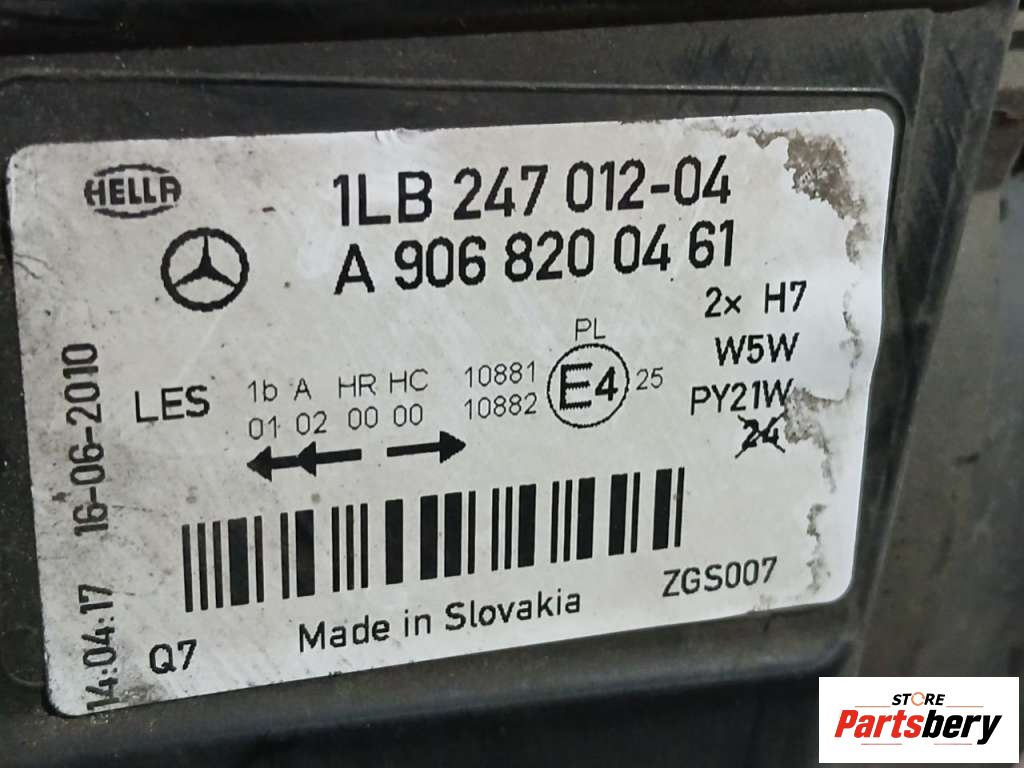 HELLA
1LB 247 012-04
A 906 820 04 61
2x H7
W5W
PY21W
24
LES
1b A HR HC
01 02 00 00
10881
10882
PL
E4
25
14:04:17 16-06-2010
Q7
Made in Slovakia
ZGS007
STORE
Partsbery